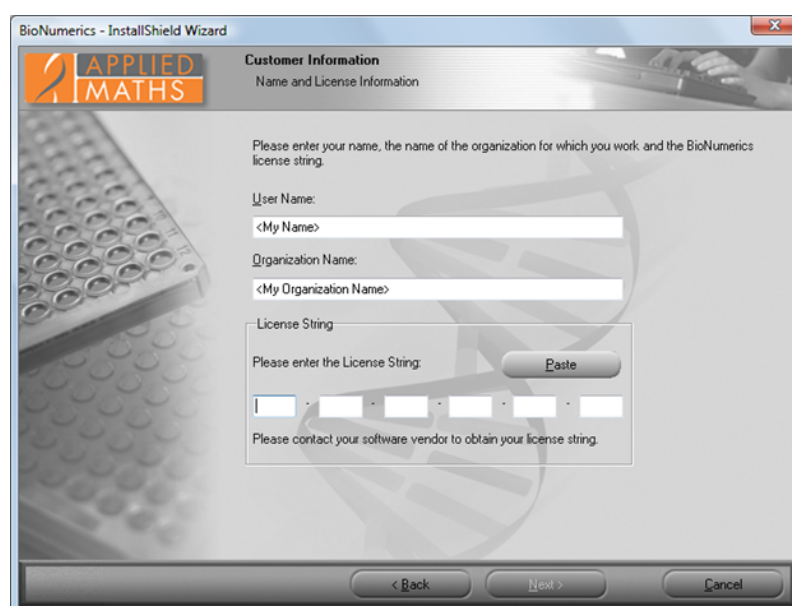 BioNumerics - InstallShield Wizard
APPLIED
MATHS
Customer Information
Name and License Information
Please enter your name, the name of the organization for which you work and the BioNumerics
license string.
User Name:
<My Name>
Organization Name:
<My Organization Name>
License String
Please enter the License String:
Paste
- - - - -
Please contact your software vendor to obtain your license string.
< Back
Next >
Cancel